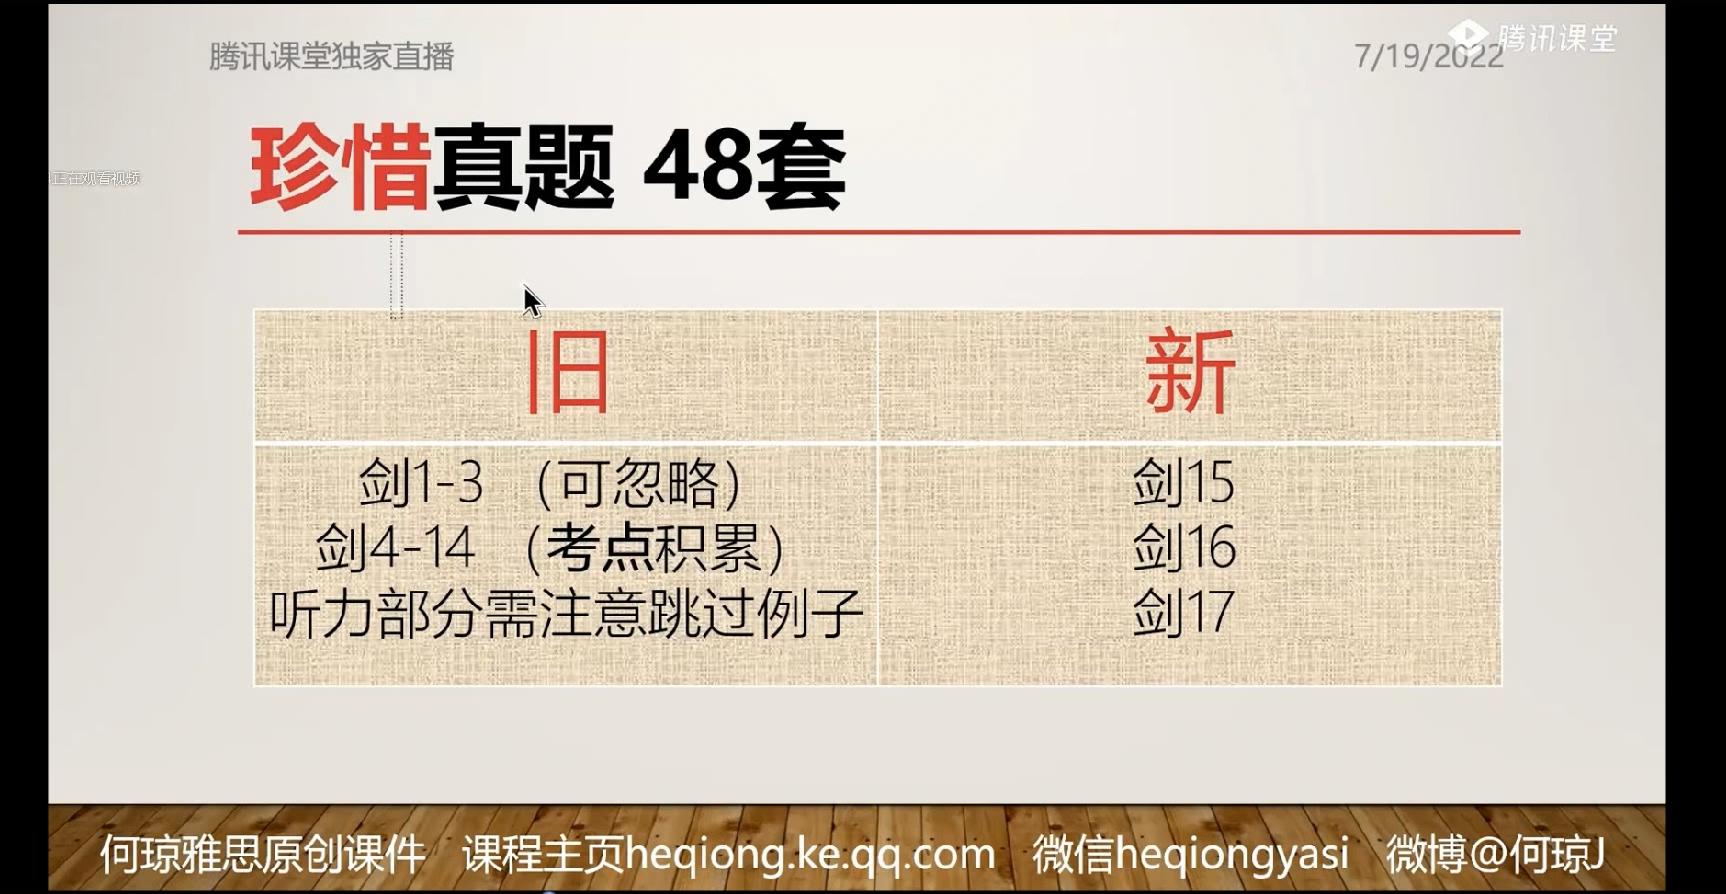 腾讯课堂独家直播
7/19/2022
腾讯课堂
珍惜真题 48套
正在观看视频
旧
新
剑1-3 （可忽略）
剑15
剑4-14 （考点积累）
剑16
听力部分需注意跳过例子
剑17
何琼雅思原创课件 课程主页heqiong.ke.qq.com 微信heqiongyasi 微博@何琼J